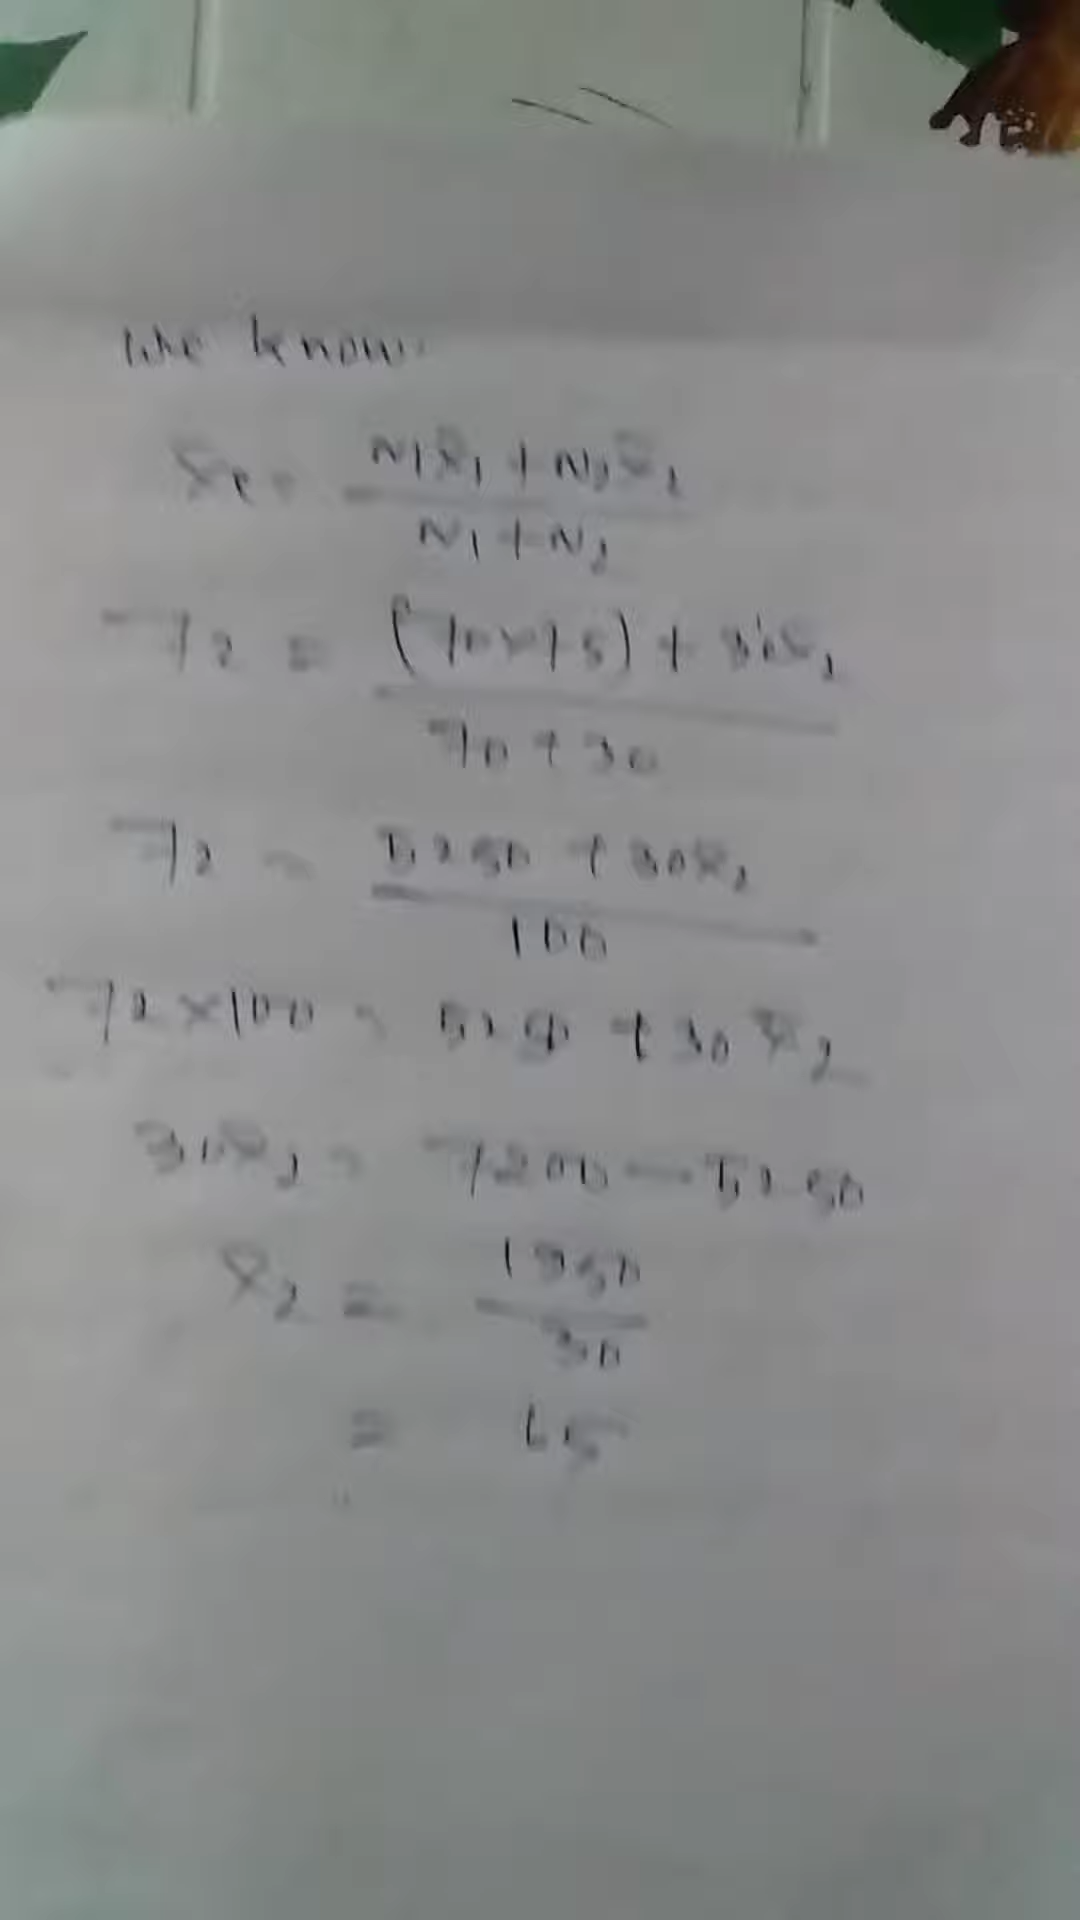 We know.
x̄c = N1x̄1 + N2x̄2
N1 + N2
72 = (70×75) + 30x̄2
70 + 30
72 = 5250 + 30x̄2
100
72×100 = 5250 + 30x̄2
30x̄2 = 7200 - 5250
x̄2 = 1950
30
= 65